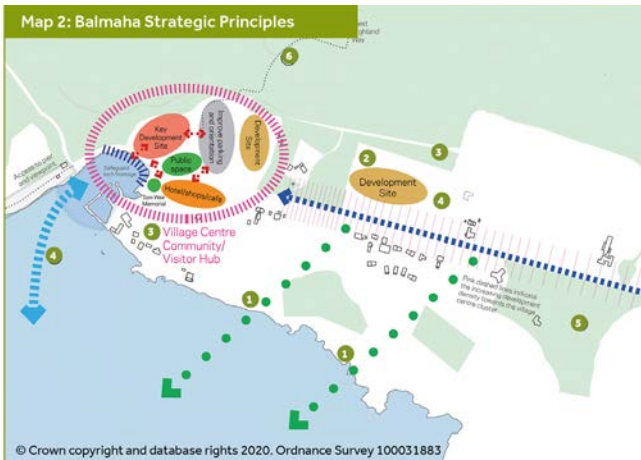 Map 2: Balmaha Strategic Principles
Highland
Way
6
Key
Development
Site
Improve parking
and orientation
Development
Site
Public
space
Hotel/shops/cafe
Safeguard
loch frontage
Tom Weir
Memorial
Access to pier
and viewpoint
3
Village Centre
Community/
Visitor Hub
4
2
3
Development
Site
4
1
1
Pink dashed lines indicate
the increasing development
density towards the village
centre cluster
5
© Crown copyright and database rights 2020. Ordnance Survey 100031883